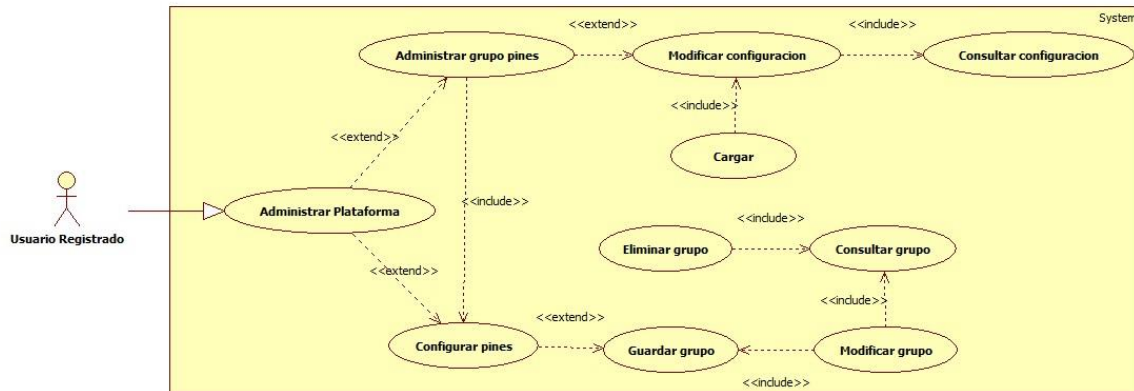 System
<<extend>>
<<include>>
Administrar grupo pines
Modificar configuracion
Consultar configuracion
<<include>>
<<extend>>
Cargar
<<include>>
Administrar Plataforma
Usuario Registrado
<<include>>
Eliminar grupo
Consultar grupo
<<extend>>
<<include>>
<<extend>>
Configurar pines
Guardar grupo
Modificar grupo
<<include>>